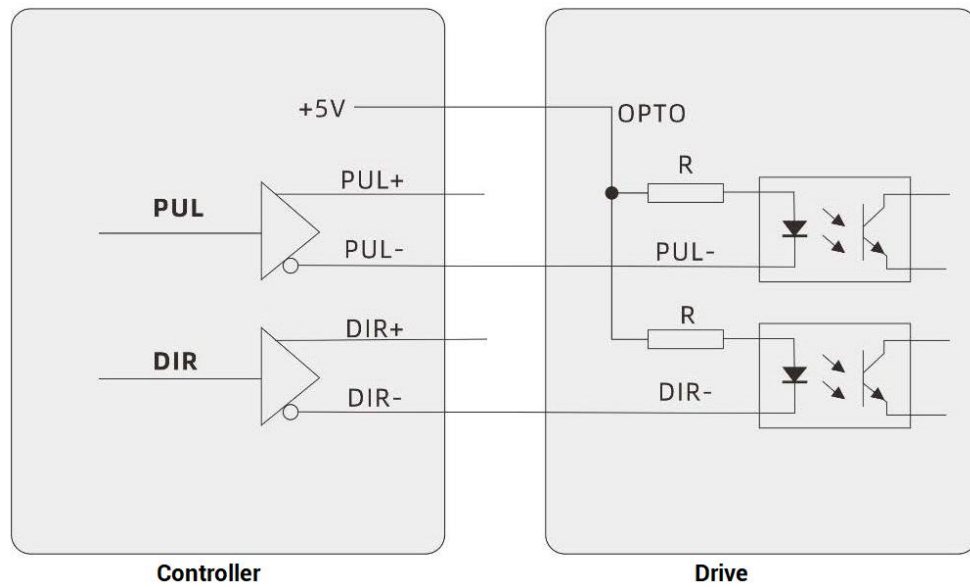 +5V
OPTO
R
PUL+
PUL
PUL-
PUL-
R
DIR+
DIR
DIR-
DIR-
Controller
Drive